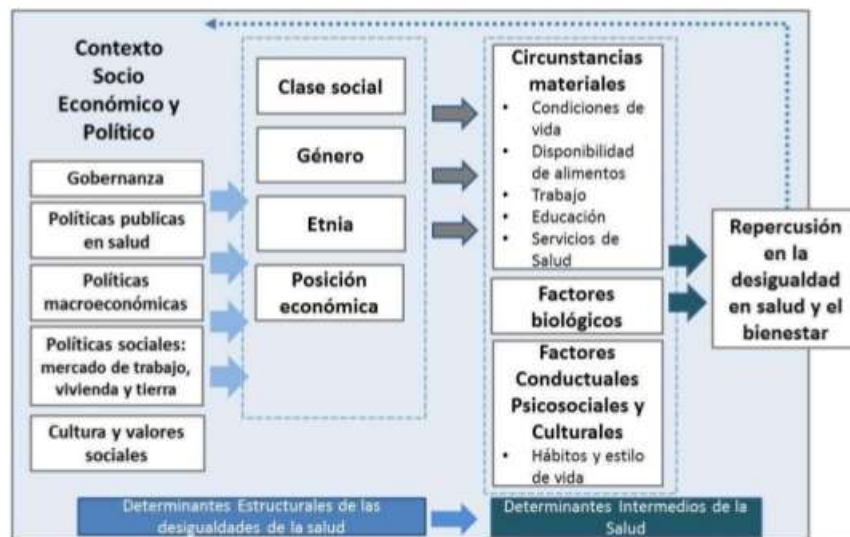 Contexto
Socio
Económico y
Político
Gobernanza
Políticas publicas
en salud
Políticas
macroeconómicas
Políticas sociales:
mercado de trabajo,
vivienda y tierra
Cultura y valores
sociales
Clase social
Género
Etnia
Posición
económica
Circunstancias
materiales
• Condiciones de
vida
• Disponibilidad
de alimentos
• Trabajo
• Educación
• Servicios de
Salud
Factores
biológicos
Factores
Conductuales
Psicosociales y
Culturales
• Hábitos y estilo
de vida
Repercusión
en la
desigualdad
en salud y el
bienestar
Determinantes Estructurales de las
desigualdades de la salud
Determinantes Intermedios de la
Salud